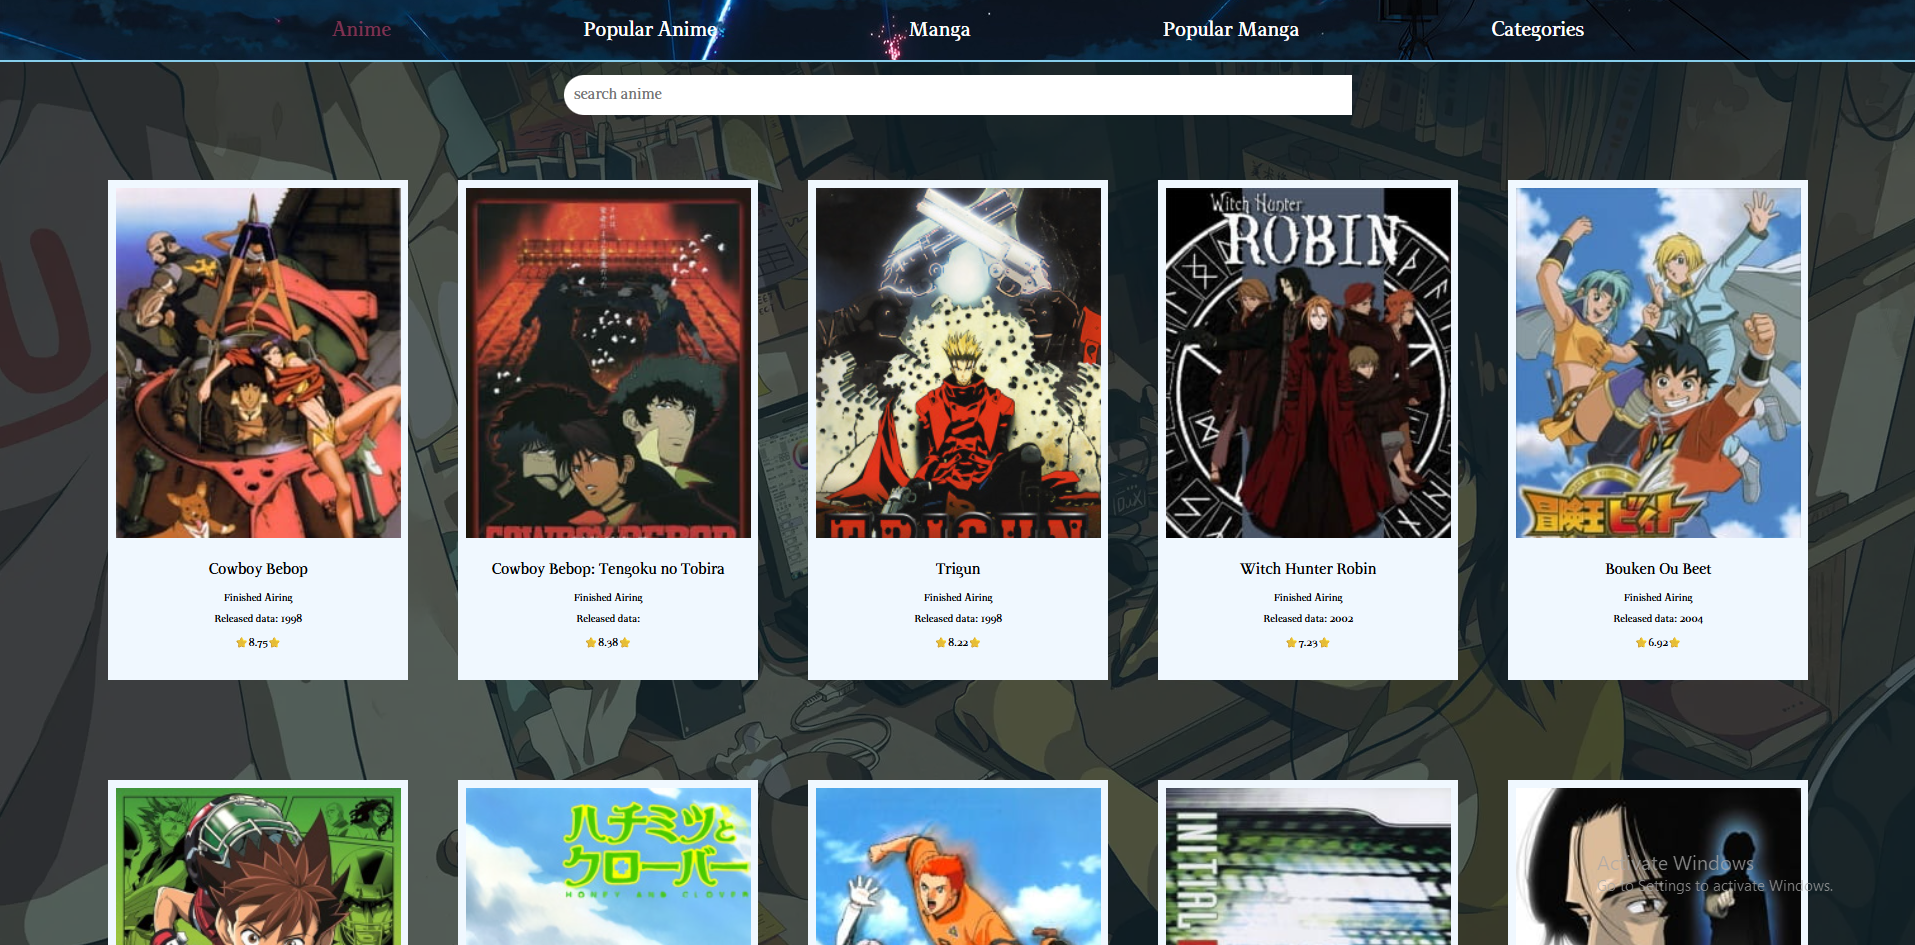 Anime Popular Anime Manga Popular Manga Categories
search anime
Witch Hunter
ROBIN
COWBOY BEBOP
TRIGUN
冒険王ビィト
Cowboy Bebop
Finished Airing
Released data: 1998
⭐8.75⭐
Cowboy Bebop: Tengoku no Tobira
Finished Airing
Released data:
⭐8.38⭐
Trigun
Finished Airing
Released data: 1998
⭐8.22⭐
Witch Hunter Robin
Finished Airing
Released data: 2002
⭐7.23⭐
Bouken Ou Beet
Finished Airing
Released data: 2004
⭐6.92⭐
ハチミツと
クローバー
HONEY AND CLOVER
INITIAL
Activate Windows
Go to Settings to activate Windows.